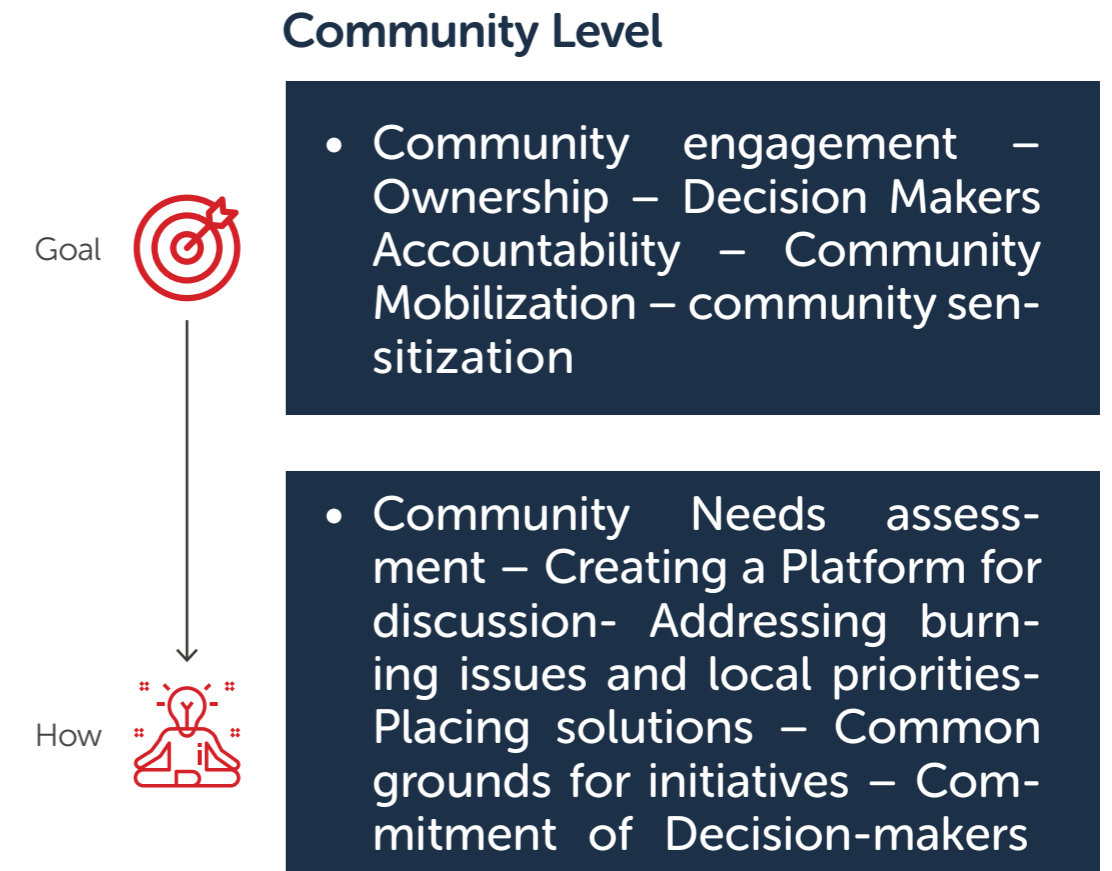 Community Level
Goal
• Community engagement –
Ownership – Decision Makers
Accountability – Community
Mobilization – community sen-
sitization
How
• Community Needs assess-
ment – Creating a Platform for
discussion- Addressing burn-
ing issues and local priorities-
Placing solutions – Common
grounds for initiatives – Com-
mitment of Decision-makers